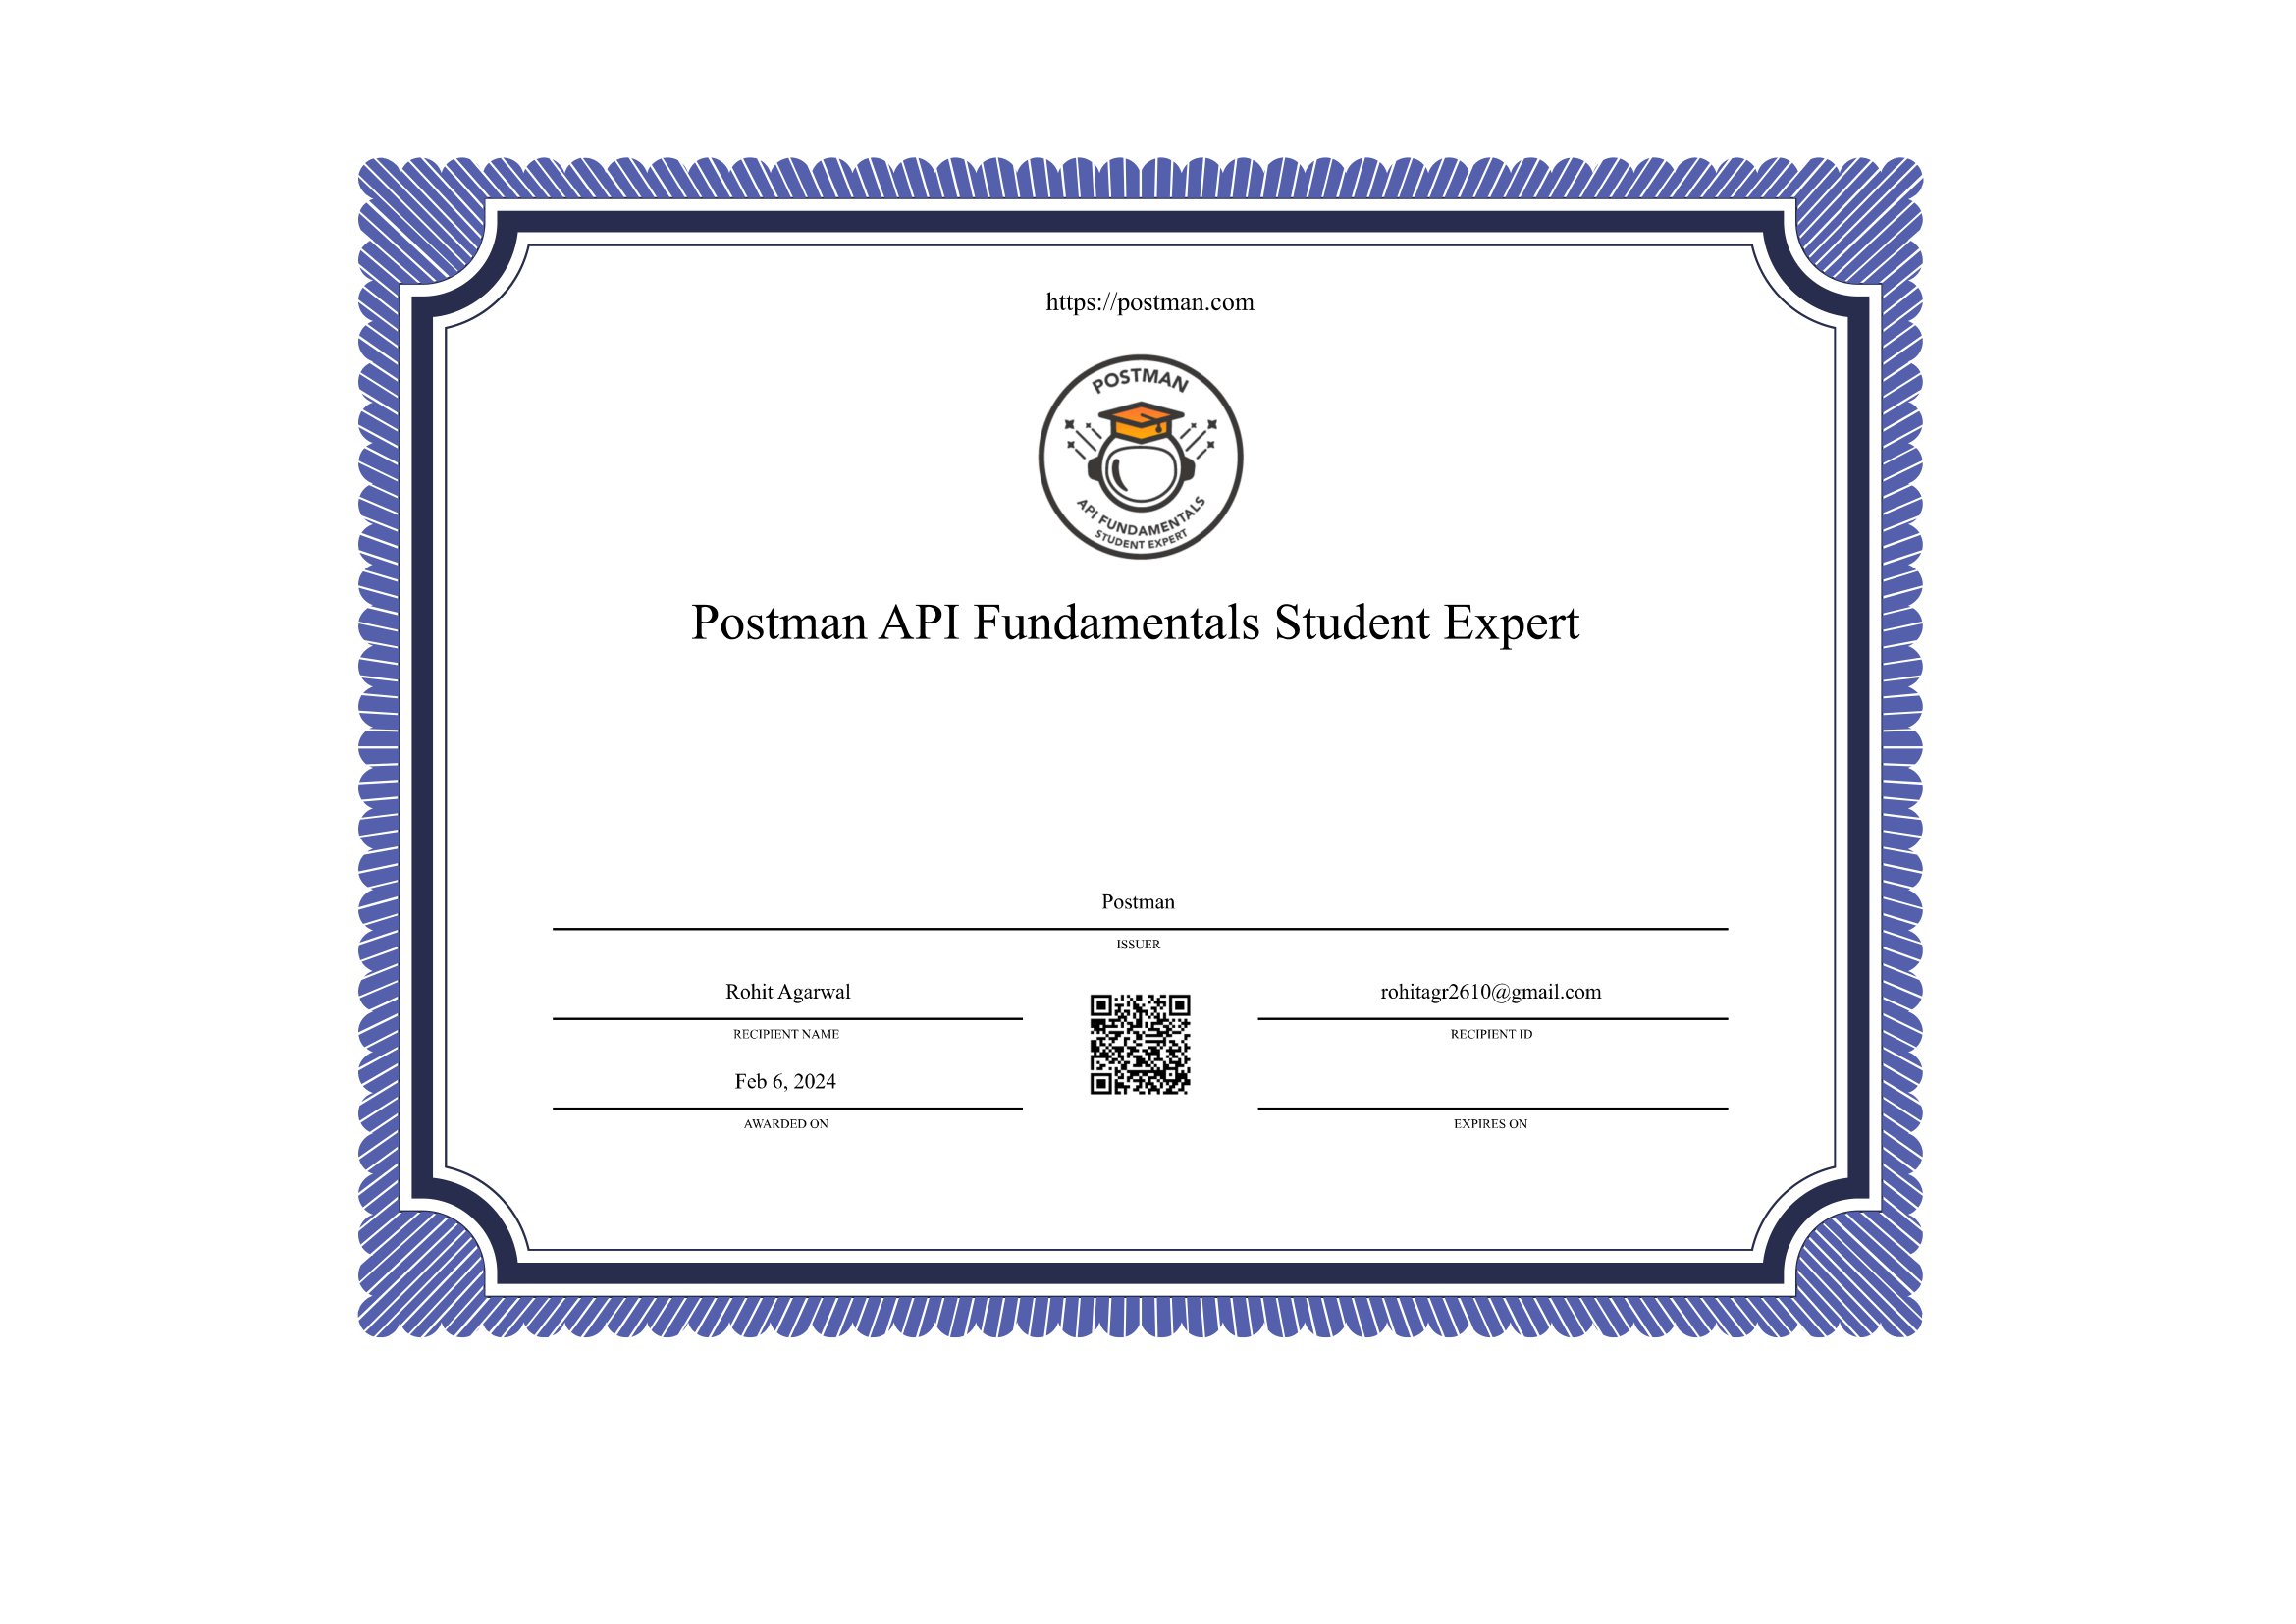 https://postman.com
POSTMAN
API FUNDAMENTALS
STUDENT EXPERT
Postman API Fundamentals Student Expert
Postman
ISSUER
Rohit Agarwal
RECIPIENT NAME
rohitagr2610@gmail.com
RECIPIENT ID
Feb 6, 2024
AWARDED ON
EXPIRES ON